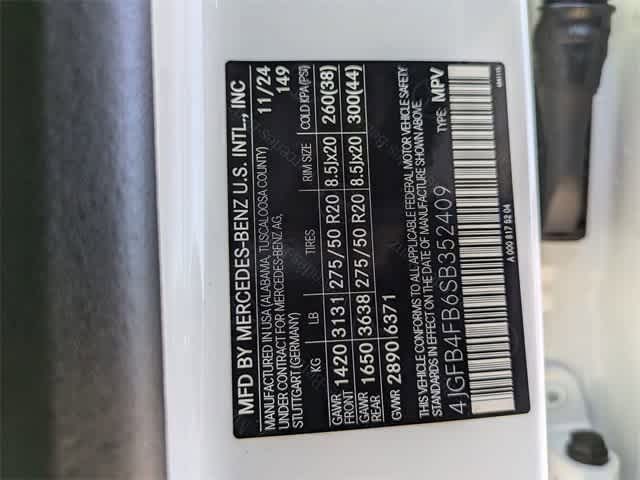 MFD BY MERCEDES-BENZ U.S. INTL., INC
MANUFACTURED IN USA (ALABAMA, TUSCALOOSA COUNTY) 11/24
UNDER CONTRACT FOR MERCEDES-BENZ AG, 149
STUTTGART (GERMANY)
KG LB TIRES RIM SIZE COLD KPA(PSI)
GAWR FRONT 1420 3131 275/50 R20 8.5Jx20 260(38)
GAWR REAR 1650 3638 275/50 R20 8.5Jx20 300(44)
GVWR 2890 6371
THIS VEHICLE CONFORMS TO ALL APPLICABLE FEDERAL MOTOR VEHICLE SAFETY
STANDARDS IN EFFECT ON THE DATE OF MANUFACTURE SHOWN ABOVE.
4JGFB4FB6SB352409 TYPE: MPV
A 000 817 52 04